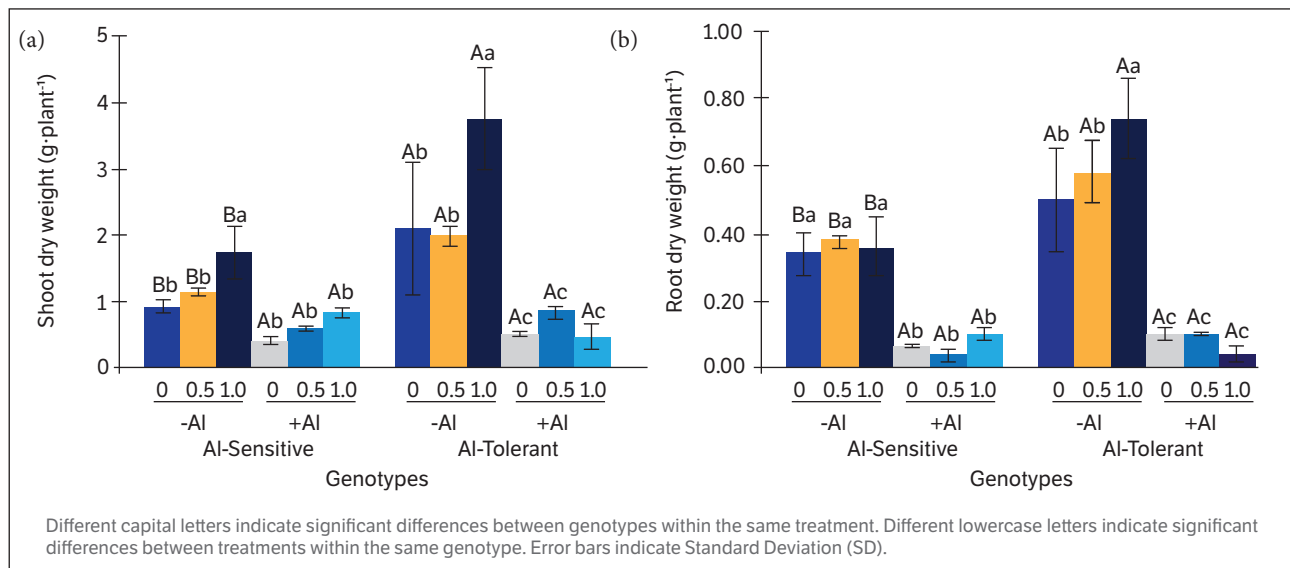 (a)
5
4
3
2
1
0
Shoot dry weight (g·plant⁻¹)
Bb
Bb
Ba
Ab
Ab
Ab
Ab
Ab
Aa
Ac
Ac
Ac
0 0.5 1.0 0 0.5 1.0 0 0.5 1.0 0 0.5 1.0
-Al +Al -Al +Al
Al-Sensitive Al-Tolerant
Genotypes
(b)
1.00
0.80
0.60
0.40
0.20
0.00
Root dry weight (g·plant⁻¹)
Ba
Ba
Ba
Ab
Ab
Ab
Ab
Ab
Aa
Ac
Ac
Ac
0 0.5 1.0 0 0.5 1.0 0 0.5 1.0 0 0.5 1.0
-Al +Al -Al +Al
Al-Sensitive Al-Tolerant
Genotypes
Different capital letters indicate significant differences between genotypes within the same treatment. Different lowercase letters indicate significant
differences between treatments within the same genotype. Error bars indicate Standard Deviation (SD).